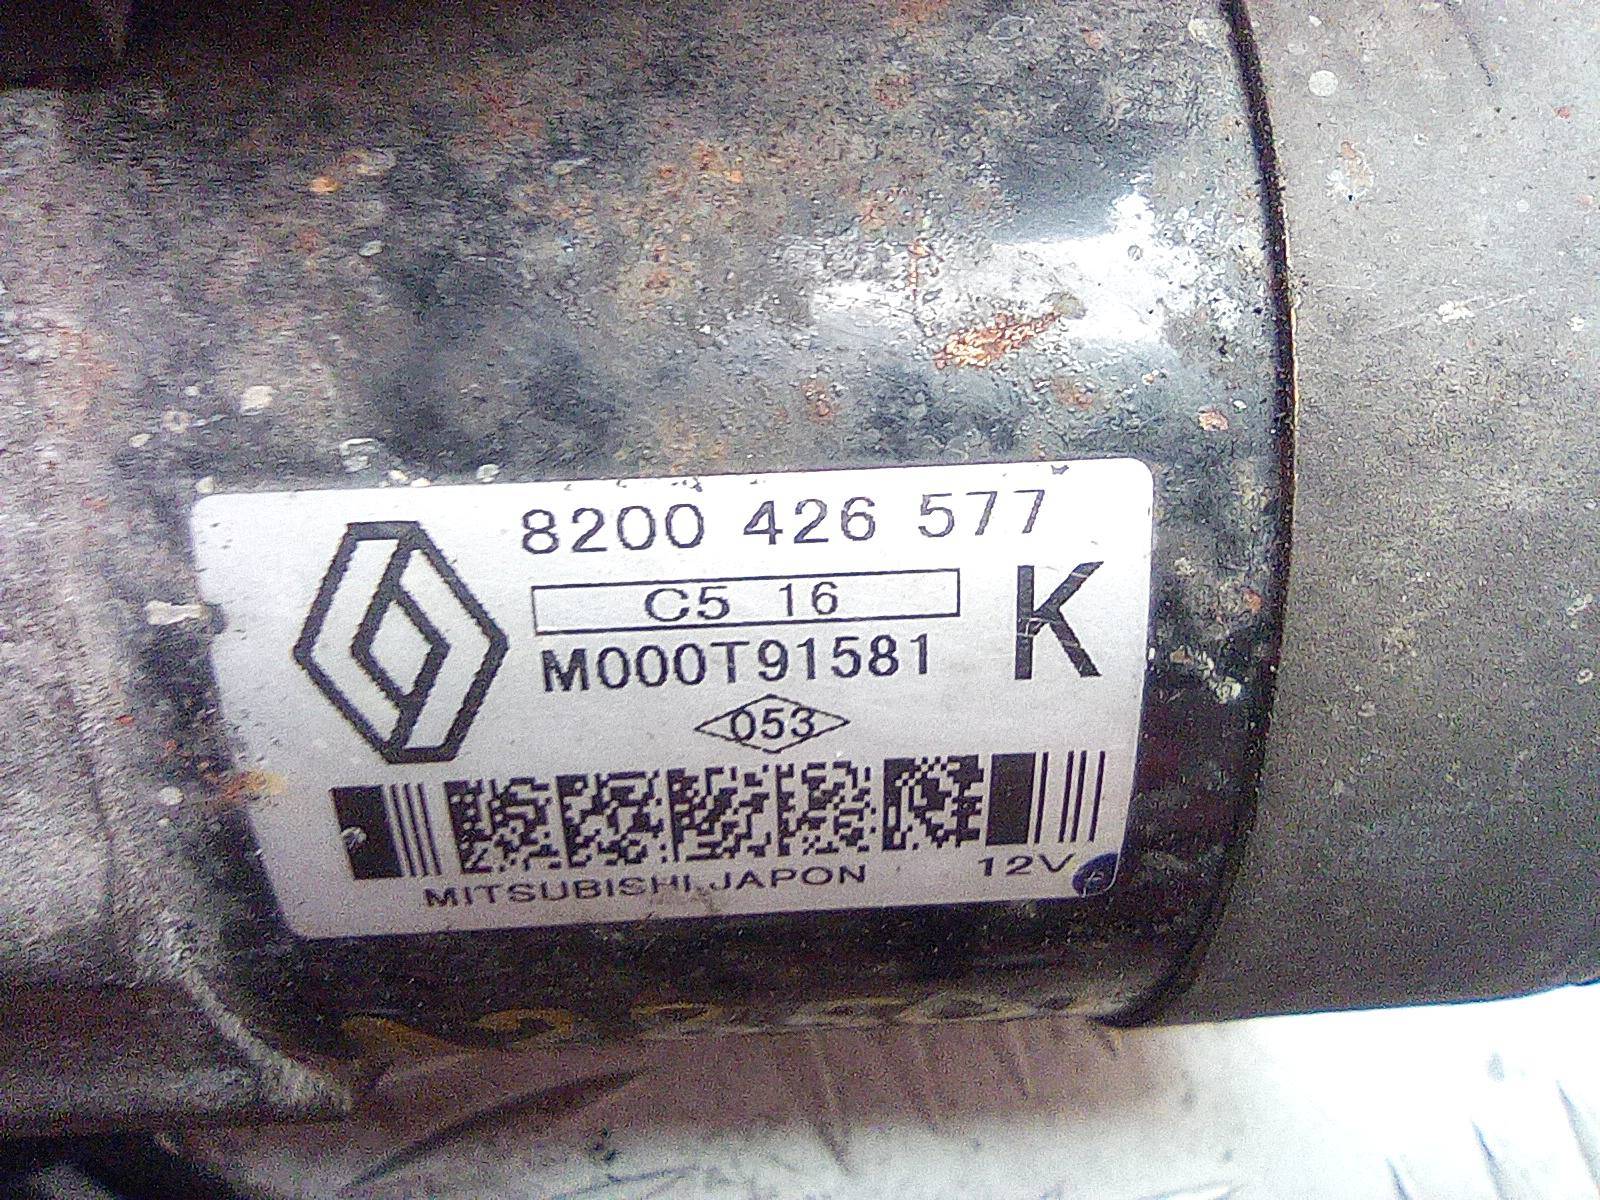 8200 426 577
C5 16
K
M000T91581
053
MITSUBISHI JAPON
12V